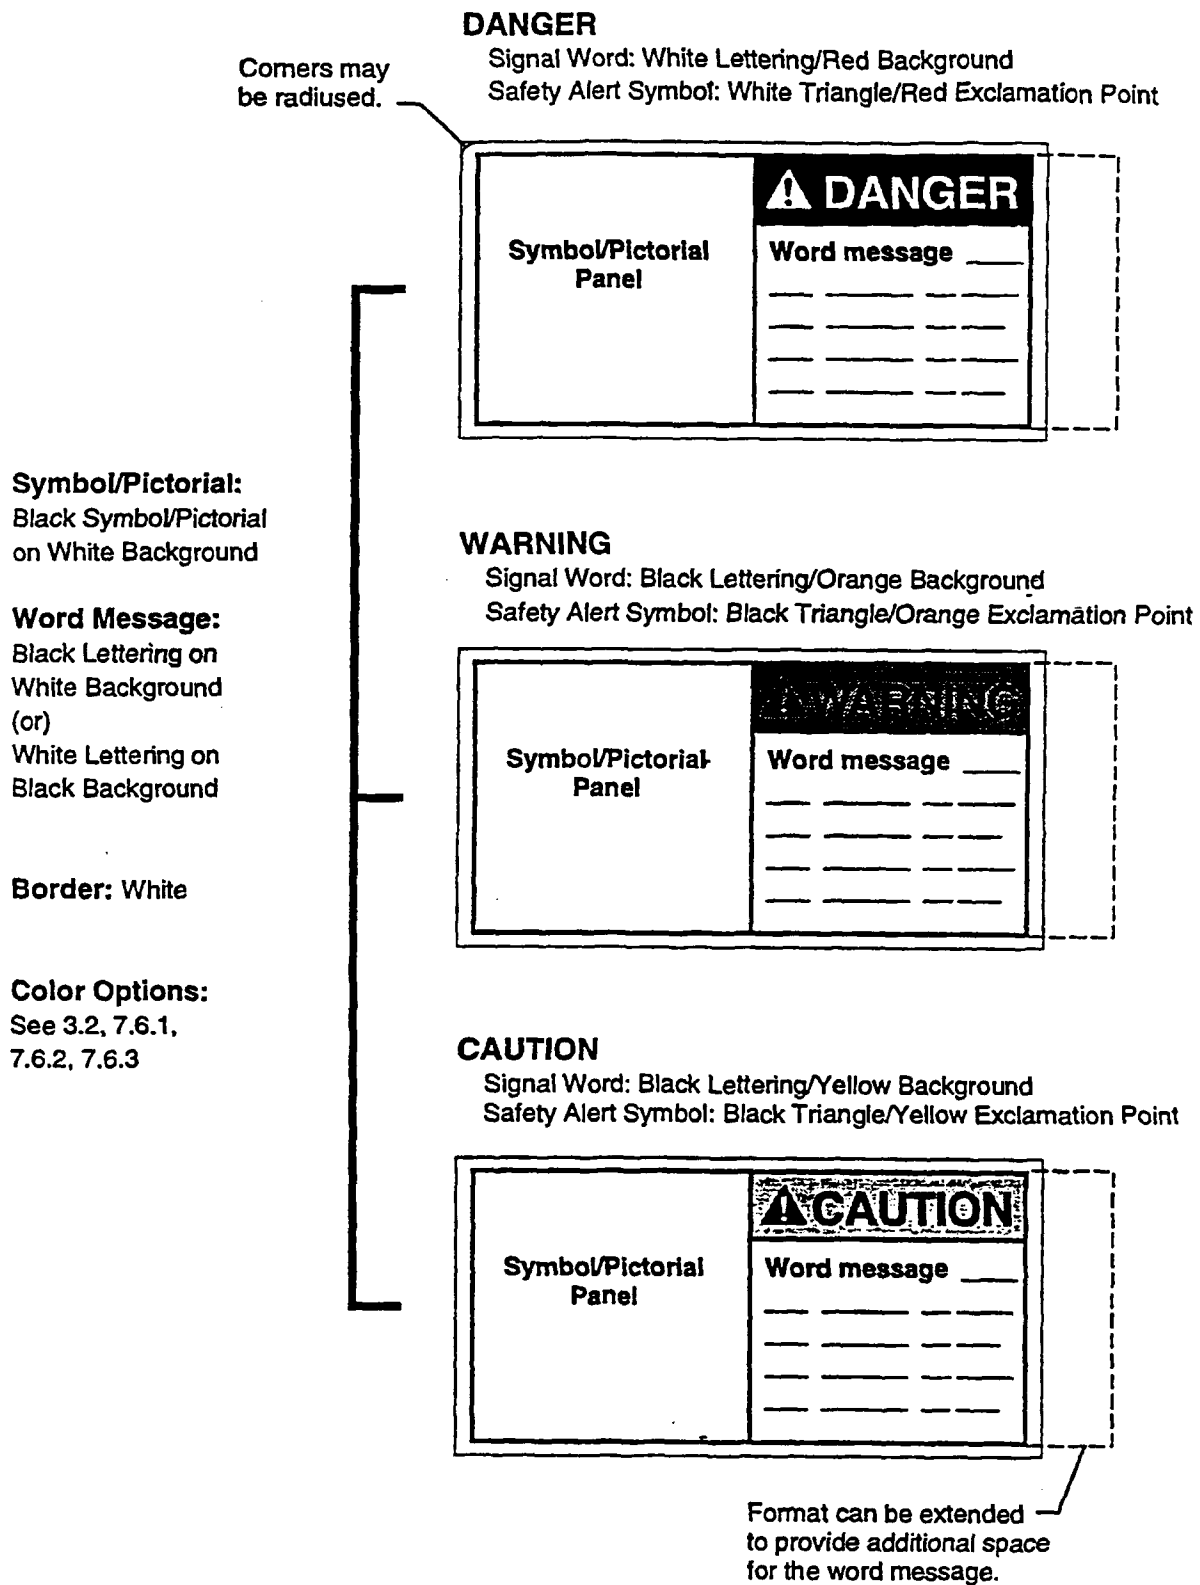 DANGER
Signal Word: White Lettering/Red Background
Safety Alert Symbol: White Triangle/Red Exclamation Point
Corners may
be radiused.
! DANGER
Symbol/Pictorial
Panel
Word message
Symbol/Pictorial:
Black Symbol/Pictorial
on White Background
Word Message:
Black Lettering on
White Background
(or)
White Lettering on
Black Background
Border: White
Color Options:
See 3.2, 7.6.1,
7.6.2, 7.6.3
WARNING
Signal Word: Black Lettering/Orange Background
Safety Alert Symbol: Black Triangle/Orange Exclamation Point
! WARNING
Symbol/Pictorial
Panel
Word message
CAUTION
Signal Word: Black Lettering/Yellow Background
Safety Alert Symbol: Black Triangle/Yellow Exclamation Point
! CAUTION
Symbol/Pictorial
Panel
Word message
Format can be extended
to provide additional space
for the word message.